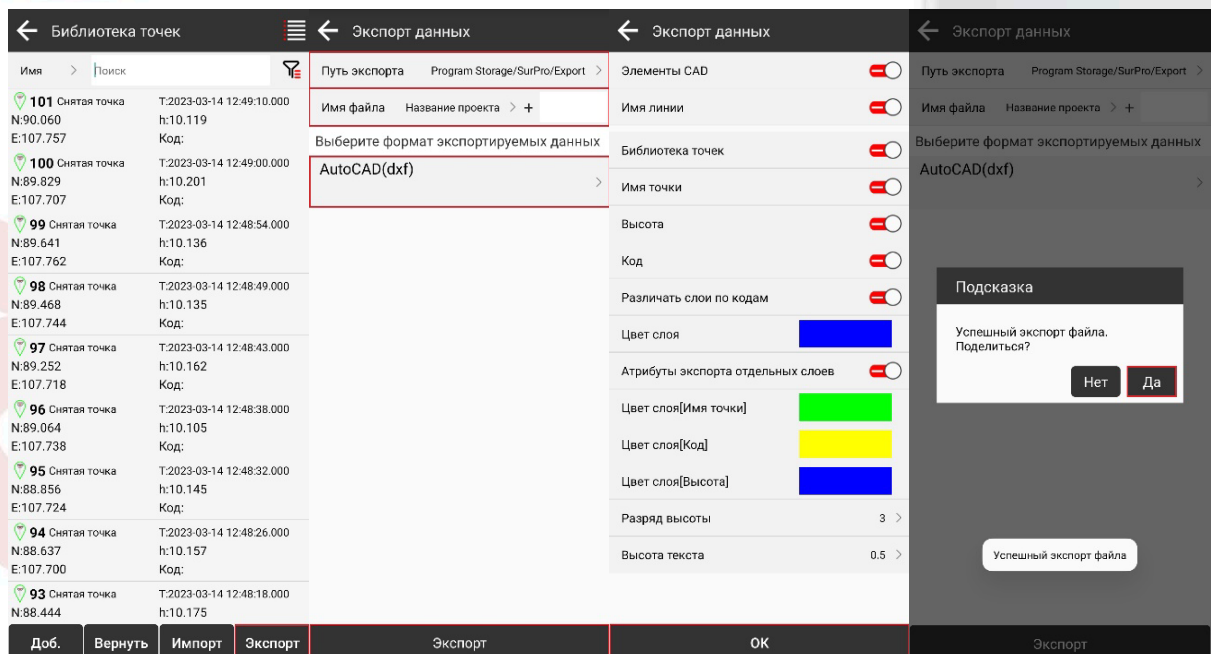 Библиотека точек
Имя > Поиск
101 Снятая точка T:2023-03-14 12:49:10.000
N:90.060 h:10.119
E:107.757 Код:
100 Снятая точка T:2023-03-14 12:49:00.000
N:89.829 h:10.201
E:107.707 Код:
99 Снятая точка T:2023-03-14 12:48:54.000
N:89.641 h:10.136
E:107.762 Код:
98 Снятая точка T:2023-03-14 12:48:49.000
N:89.468 h:10.135
E:107.744 Код:
97 Снятая точка T:2023-03-14 12:48:43.000
N:89.252 h:10.162
E:107.718 Код:
96 Снятая точка T:2023-03-14 12:48:38.000
N:89.064 h:10.105
E:107.738 Код:
95 Снятая точка T:2023-03-14 12:48:32.000
N:88.856 h:10.145
E:107.724 Код:
94 Снятая точка T:2023-03-14 12:48:26.000
N:88.637 h:10.157
E:107.700 Код:
93 Снятая точка T:2023-03-14 12:48:18.000
N:88.444 h:10.175
Доб. Вернуть Импорт Экспорт
Экспорт данных
Путь экспорта Program Storage/SurPro/Export >
Имя файла Название проекта > +
Выберите формат экспортируемых данных
AutoCAD(dxf) >
Экспорт
Экспорт данных
Элементы CAD
Имя линии
Библиотека точек
Имя точки
Высота
Код
Различать слои по кодам
Цвет слоя
Атрибуты экспорта отдельных слоев
Цвет слоя[Имя точки]
Цвет слоя[Код]
Цвет слоя[Высота]
Разряд высоты 3 >
Высота текста 0.5 >
ОК
Экспорт данных
Путь экспорта Program Storage/SurPro/Export >
Имя файла Название проекта > +
Выберите формат экспортируемых данных
AutoCAD(dxf) >
Подсказка
Успешный экспорт файла.
Поделиться?
Нет Да
Успешный экспорт файла
Экспорт